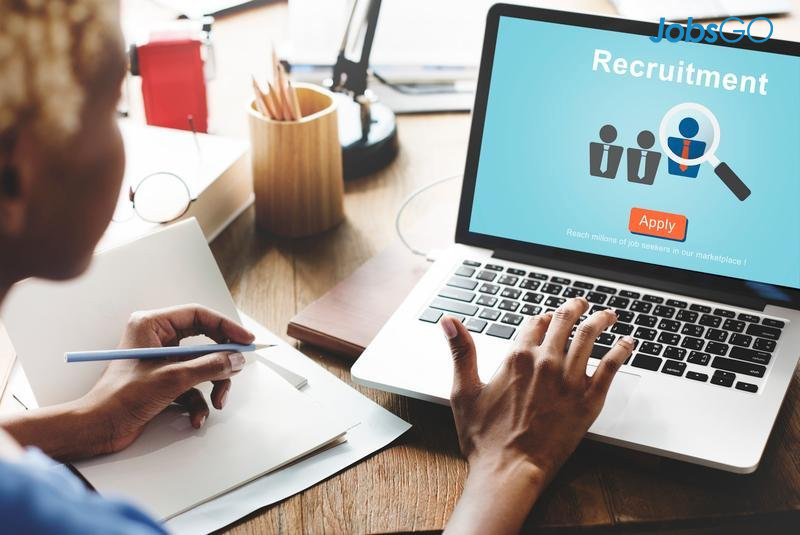 JobsGO
Recruitment
Apply
Reach millions of job seekers in our marketplace !